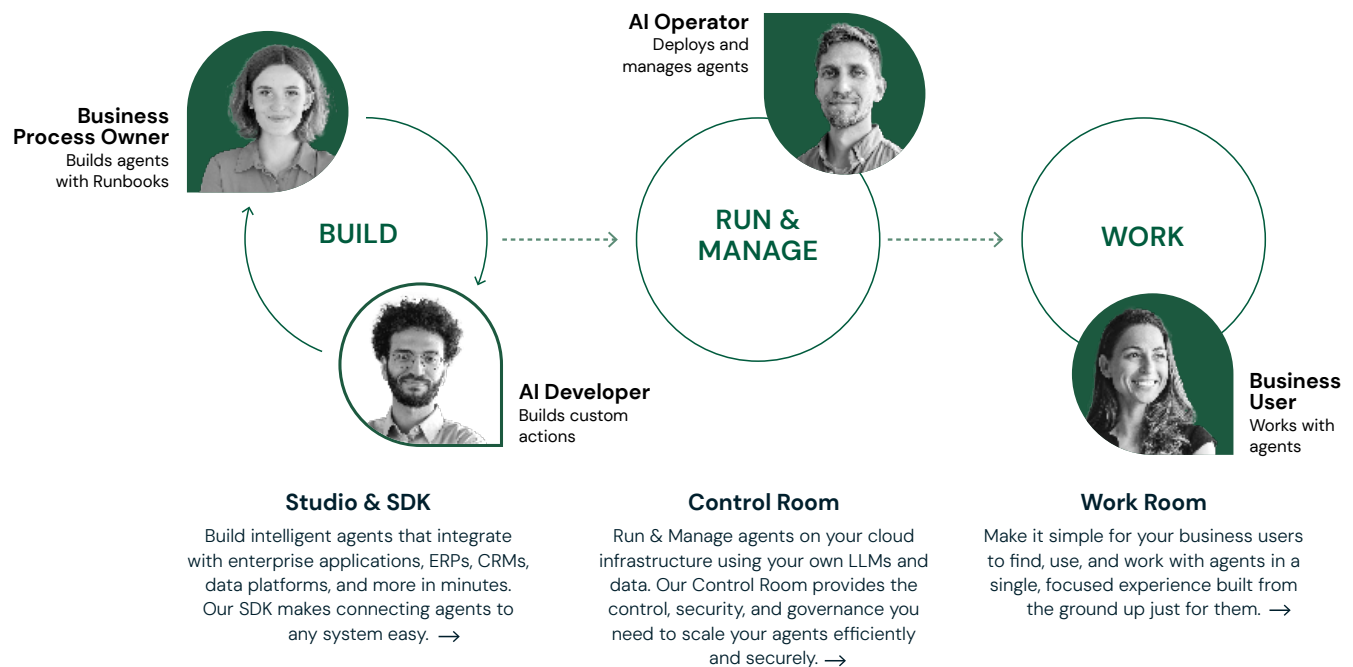 AI Operator
Deploys and
manages agents
Business
Process Owner
Builds agents
with Runbooks
BUILD
RUN &
MANAGE
WORK
AI Developer
Builds custom
actions
Business
User
Works with
agents
Studio & SDK
Build intelligent agents that integrate
with enterprise applications, ERPs, CRMs,
data platforms, and more in minutes.
Our SDK makes connecting agents to
any system easy. →
Control Room
Run & Manage agents on your cloud
infrastructure using your own LLMs and
data. Our Control Room provides the
control, security, and governance you
need to scale your agents efficiently
and securely. →
Work Room
Make it simple for your business users
to find, use, and work with agents in a
single, focused experience built from
the ground up just for them. →